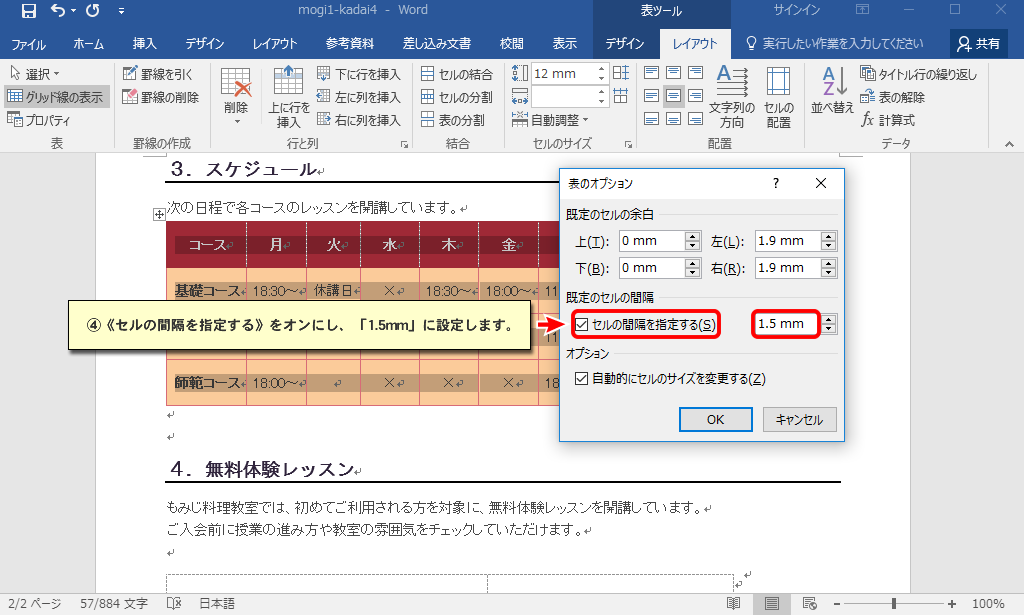 mogi1-kadai4 - Word
表ツール
サインイン
ファイル ホーム 挿入 デザイン レイアウト 参考資料 差し込み文書 校閲 表示 デザイン レイアウト 実行したい作業を入力してください 共有
選択
グリッド線の表示
プロパティ
表
罫線を引く
罫線の削除
罫線の作成
削除
上に行を
挿入
下に行を挿入
左に列を挿入
右に列を挿入
行と列
セルの結合
セルの分割
表の分割
結合
12 mm
自動調整
セルのサイズ
文字列の
方向
セルの
配置
配置
並べ替え
タイトル行の繰り返し
表の解除
計算式
データ
3．スケジュール
次の日程で各コースのレッスンを開講しています。
コース 月 火 水 木 金
基礎コース 18:30～ 休講日 × 18:30～ 18:00～ 11
11
師範コース 18:00～ × × × 18
④《セルの間隔を指定する》をオンにし、「1.5mm」に設定します。
表のオプション
?
既定のセルの余白
上(T): 0 mm 左(L): 1.9 mm
下(B): 0 mm 右(R): 1.9 mm
既定のセルの間隔
セルの間隔を指定する(S) 1.5 mm
オプション
自動的にセルのサイズを変更する(Z)
OK キャンセル
4．無料体験レッスン
もみじ料理教室では、初めてご利用される方を対象に、無料体験レッスンを開講しています。
ご入会前に授業の進み方や教室の雰囲気をチェックしていただけます。
2/2 ページ 57/884 文字 日本語 100%